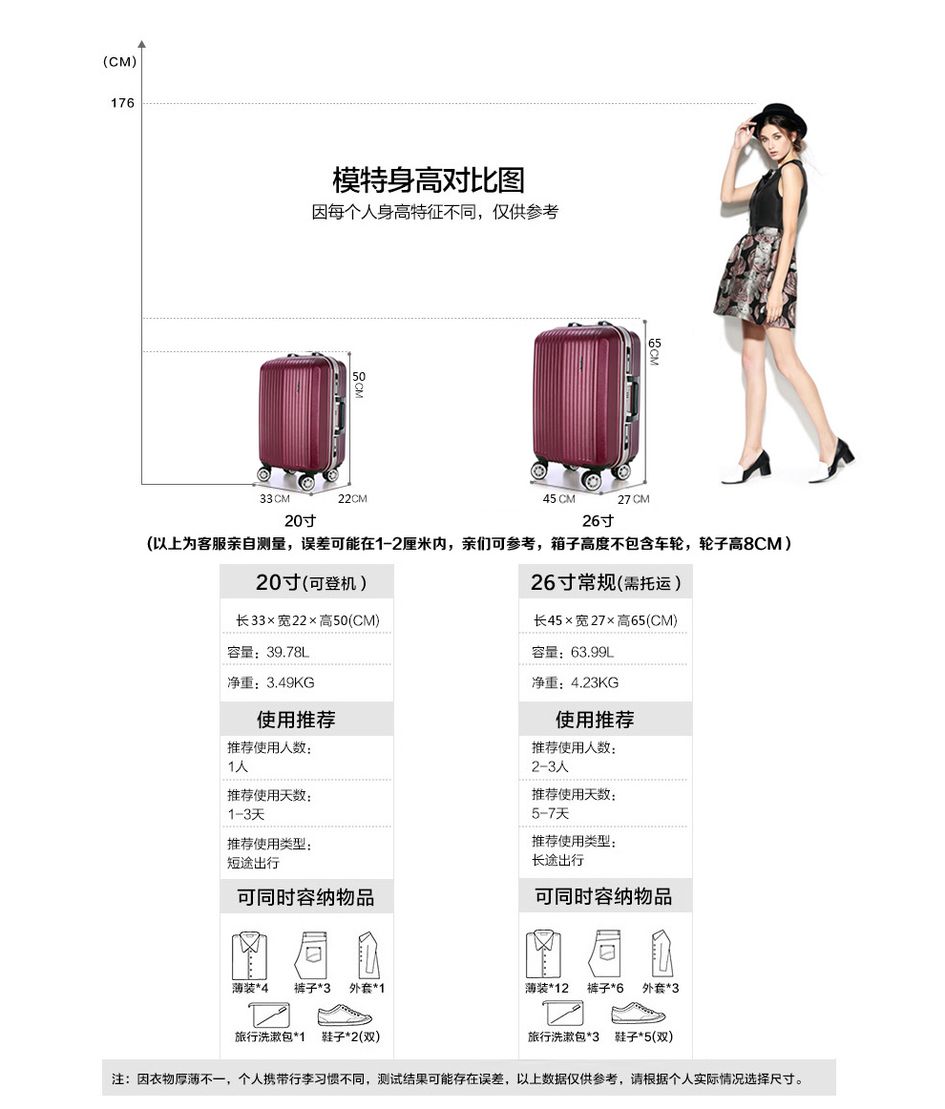 (CM)
176
模特身高对比图
因每个人身高特征不同，仅供参考
65
CM
50
CM
33CM
22CM
45 CM
27 CM
20寸
26寸
(以上为客服亲自测量，误差可能在1-2厘米内，亲们可参考，箱子高度不包含车轮，轮子高8CM）
20寸(可登机）
长33×宽22×高50(CM)
容量：39.78L
净重：3.49KG
使用推荐
推荐使用人数：
1人
推荐使用天数：
1-3天
推荐使用类型：
短途出行
可同时容纳物品
薄装*4 裤子*3 外套*1
旅行洗漱包*1 鞋子*2(双)
26寸常规(需托运）
长45×宽27×高65(CM)
容量：63.99L
净重：4.23KG
使用推荐
推荐使用人数：
2-3人
推荐使用天数：
5-7天
推荐使用类型：
长途出行
可同时容纳物品
薄装*12 裤子*6 外套*3
旅行洗漱包*3 鞋子*5(双)
注：因衣物厚薄不一，个人携带行李习惯不同，测试结果可能存在误差，以上数据仅供参考，请根据个人实际情况选择尺寸。